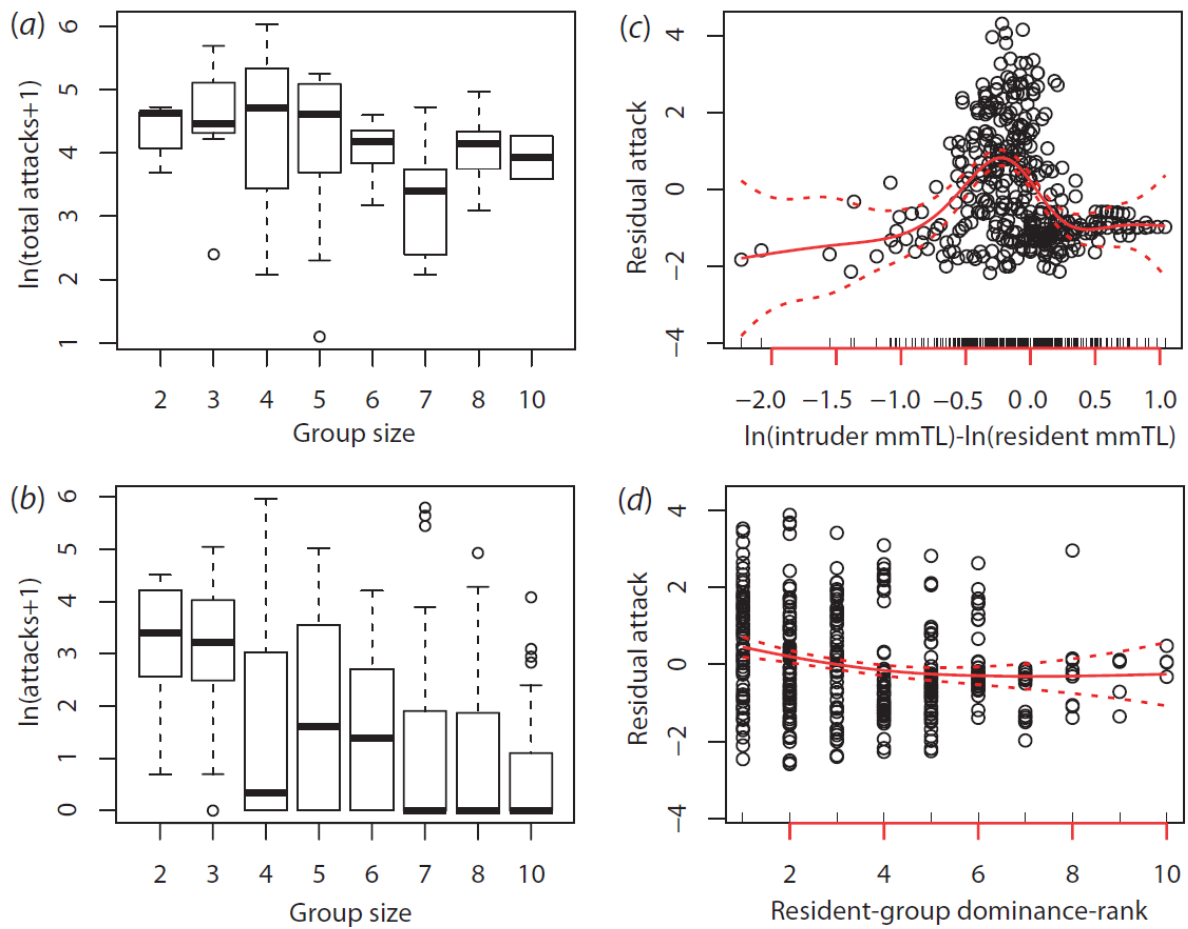 (a)
ln(total attacks+1)
6
5
4
3
2
1
2 3 4 5 6 7 8 10
Group size
(b)
ln(attacks+1)
6
5
4
3
2
1
0
2 3 4 5 6 7 8 10
Group size
(c)
Residual attack
4
2
0
−2
−4
−2.0 −1.5 −1.0 −0.5 0 0.0 0.5 1.0
ln(intruder mmTL)-ln(resident mmTL)
(d)
Residual attack
4
2
0
−2
−4
2 4 6 8 10
Resident-group dominance-rank